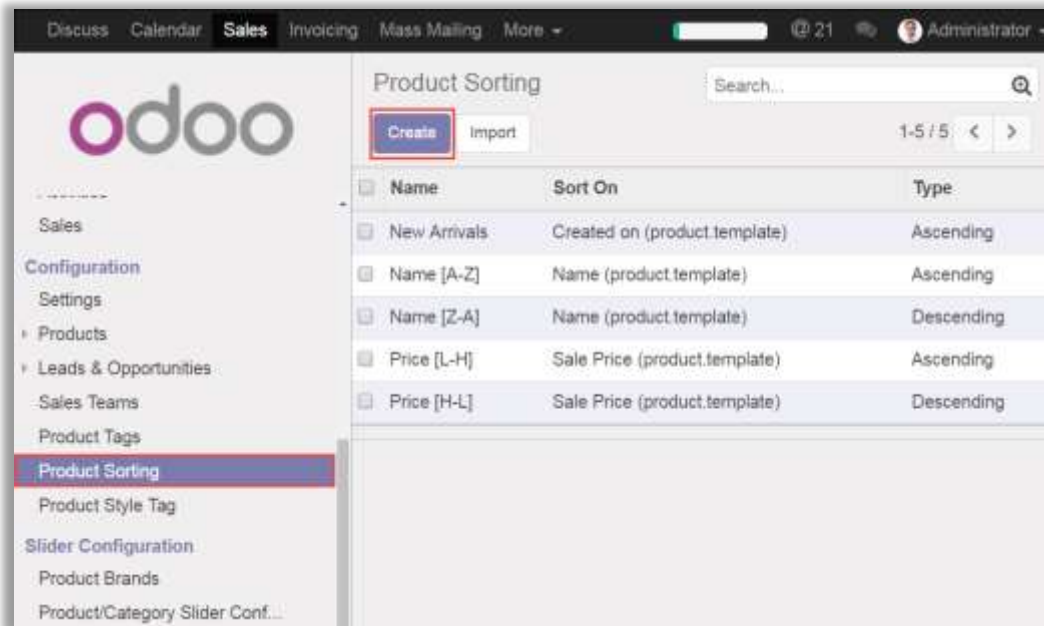 Discuss Calendar Sales Invoicing Mass Mailing More @ 21 Administrator
odoo
Sales
Configuration
Settings
Products
Leads & Opportunities
Sales Teams
Product Tags
Product Sorting
Product Style Tag
Slider Configuration
Product Brands
Product/Category Slider Conf...
Product Sorting
Search...
Create Import 1-5 / 5
Name Sort On Type
New Arrivals Created on (product.template) Ascending
Name [A-Z] Name (product.template) Ascending
Name [Z-A] Name (product.template) Descending
Price [L-H] Sale Price (product.template) Ascending
Price [H-L] Sale Price (product.template) Descending